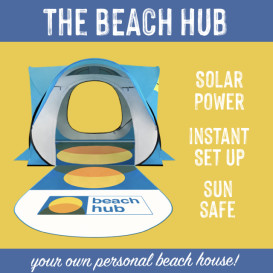 THE BEACH HUB
SOLAR
POWER
INSTANT
SET UP
SUN
SAFE
beach
hub
your own personal beach house!